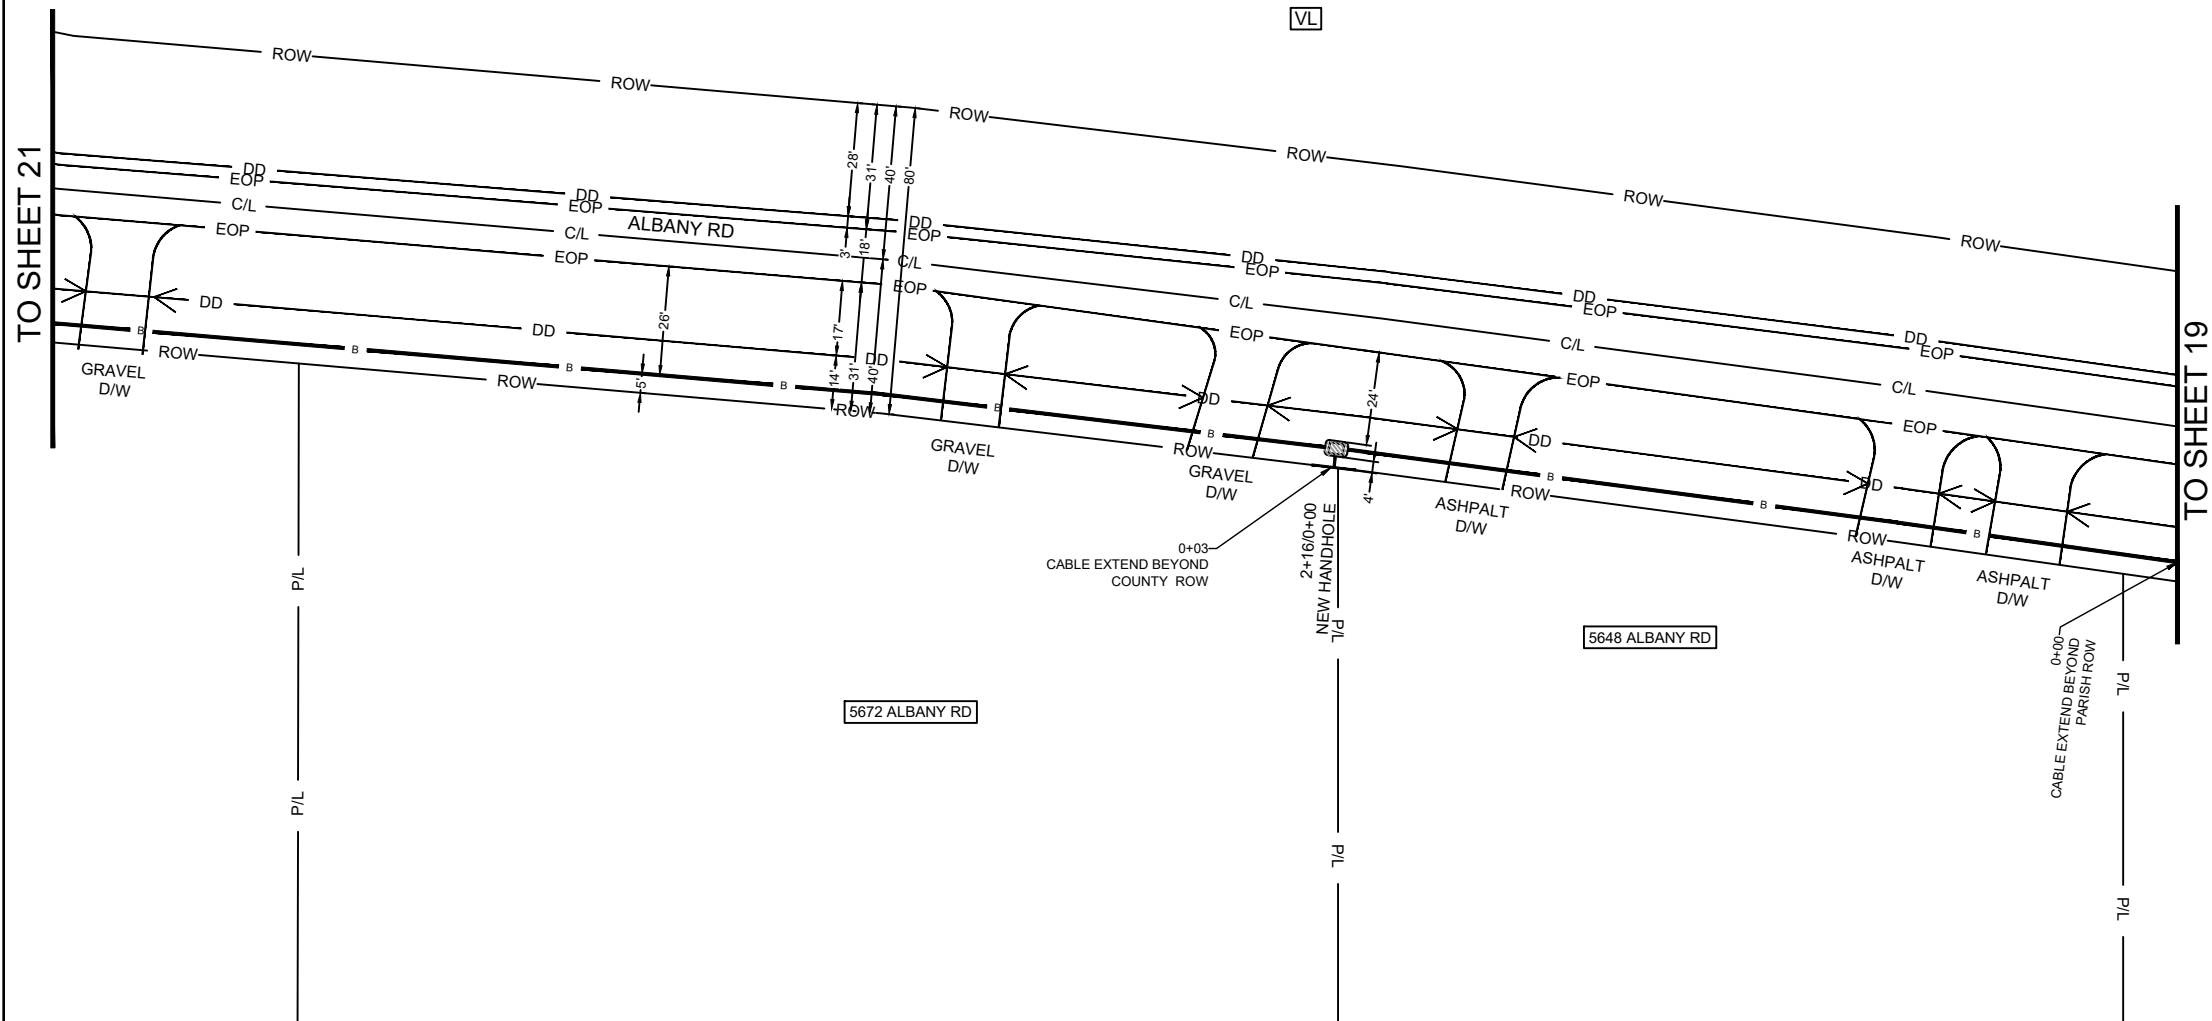 VL
TO SHEET 21
ROW
ROW
ROW
ROW
ROW
ROW
DD
DD
DD
DD
DD
DD
EOP
EOP
EOP
EOP
EOP
EOP
C/L
C/L
C/L
C/L
C/L
C/L
ALBANY RD
EOP
EOP
EOP
EOP
EOP
EOP
28'
31'
40'
80'
3'
18'
26'
5'
17'
14'
31'
40'
24'
4'
DD
DD
DD
DD
DD
DD
B
B
B
B
B
B
B
B
B
ROW
ROW
ROW
ROW
ROW
ROW
GRAVEL
D/W
GRAVEL
D/W
GRAVEL
D/W
ASHPALT
D/W
ASHPALT
D/W
ASHPALT
D/W
TO SHEET 19
0+03
CABLE EXTEND BEYOND
COUNTY ROW
2+16/0+00
NEW HANDHOLE
0+00
CABLE EXTEND BEYOND
PARISH ROW
P/L
P/L
P/L
P/L
P/L
P/L
5648 ALBANY RD
5672 ALBANY RD